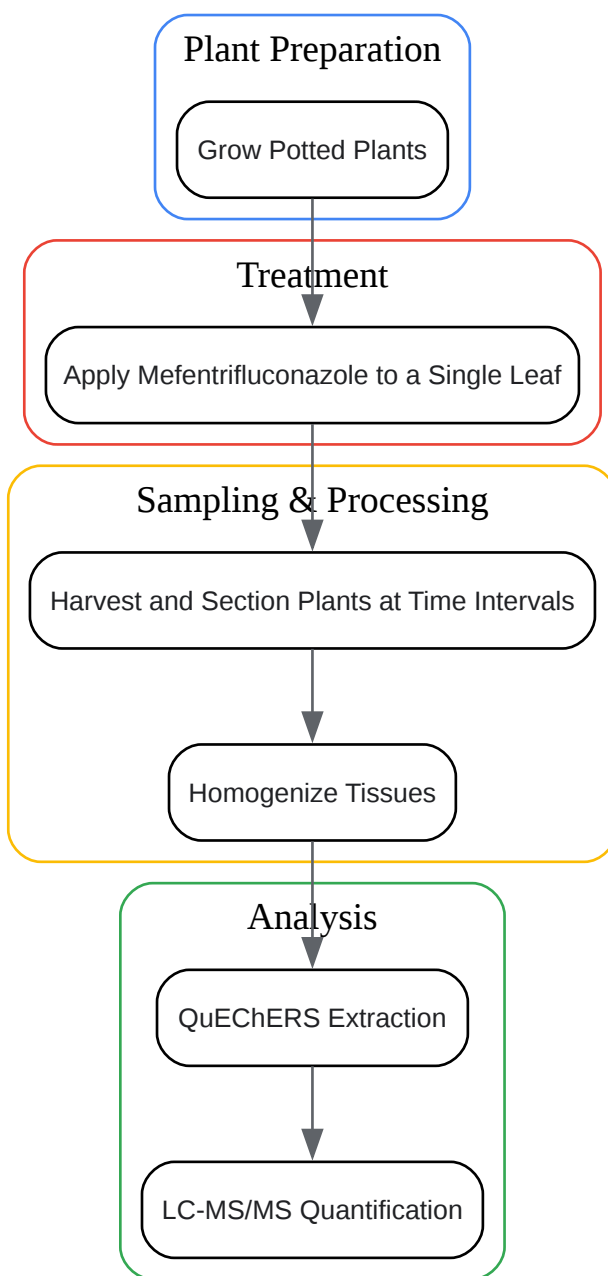 Plant Preparation
Grow Potted Plants
Treatment
Apply Mefentrifluconazole to a Single Leaf
Sampling & Processing
Harvest and Section Plants at Time Intervals
Homogenize Tissues
Analysis
QuEChERS Extraction
LC-MS/MS Quantification